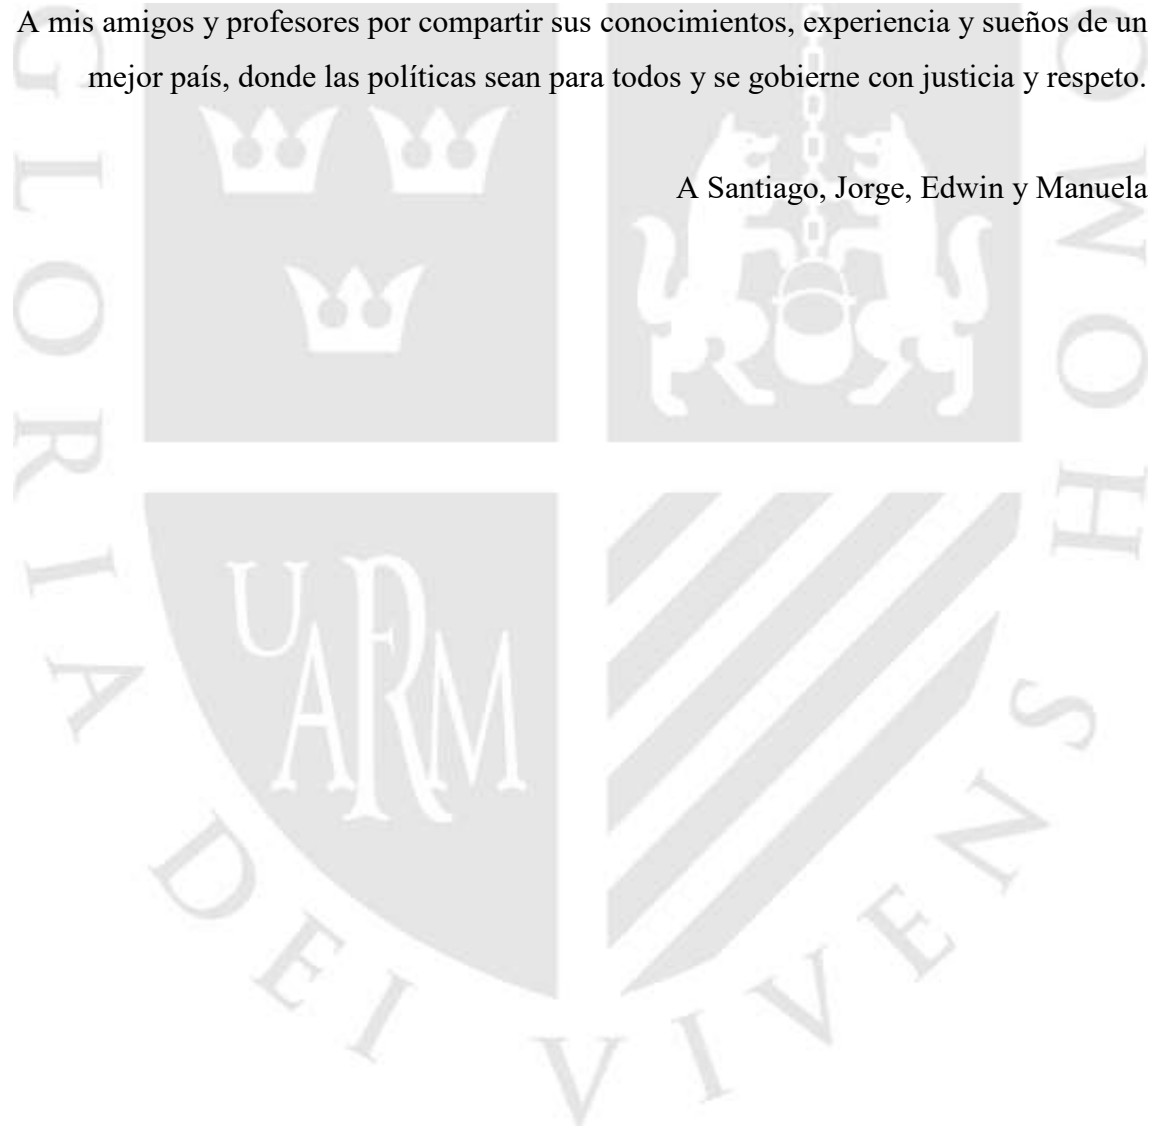 A mis amigos y profesores por compartir sus conocimientos, experiencia y sueños de un
mejor país, donde las políticas sean para todos y se gobierne con justicia y respeto.
A Santiago, Jorge, Edwin y Manuela
GLORIA DEI VIVENS HOMO
UARM